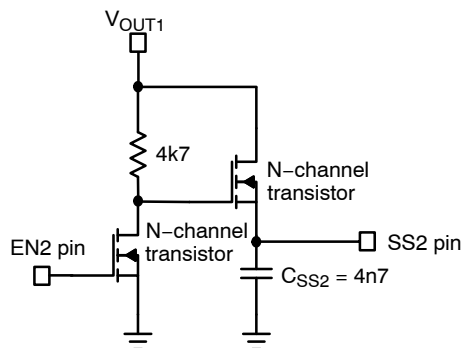 VOUT1
4k7
N−channel
transistor
N−channel
transistor
EN2 pin
SS2 pin
CSS2 = 4n7